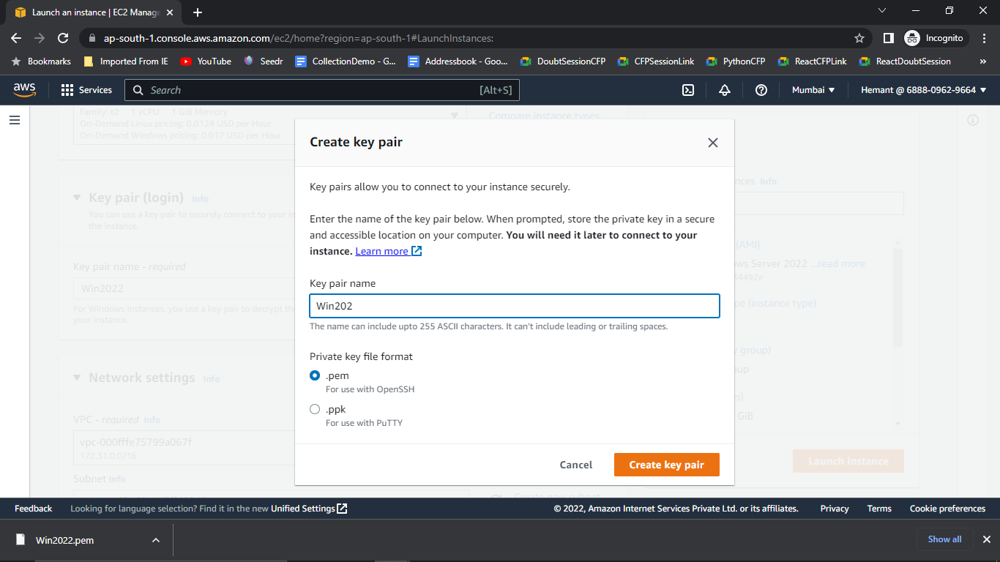 Launch an instance | EC2 Manag
ap-south-1.console.aws.amazon.com/ec2/home?region=ap-south-1#LaunchInstances:
Incognito
Bookmarks Imported From IE YouTube Seedr CollectionDemo - G... Addressbook - Goo... DoubtSessionCFP CFPSessionLink PythonCFP ReactCFPLink ReactDoubtSession »
aws Services Search [Alt+S] Mumbai Hemant @ 6888-0962-9664
Family: t2 1 vCPU 1 GiB Memory
On-Demand Linux pricing: 0.0124 USD per Hour
On-Demand Windows pricing: 0.017 USD per Hour
Compare instance types
Create key pair
Key pairs allow you to connect to your instance securely.
Enter the name of the key pair below. When prompted, store the private key in a secure
and accessible location on your computer. You will need it later to connect to your
instance. Learn more
Key pair name
Win202
The name can include upto 255 ASCII characters. It can't include leading or trailing spaces.
Private key file format
.pem
For use with OpenSSH
.ppk
For use with PuTTY
Cancel Create key pair
Key pair (login) Info
You can use a key pair to securely connect to your in
the instance.
Key pair name - required
Win2022
For Windows instances, you use a key pair to decrypt th
your instance.
Network settings Info
VPC - required Info
vpc-000fffe75799a067f
172.31.0.0/16
Subnet Info
Create new subnet
nces Info
(AMI)
ws Server 2022 ...read more
34492e
pe (instance type)
y group)
oup
s)
GiB
Launch instance
Feedback Looking for language selection? Find it in the new Unified Settings © 2022, Amazon Internet Services Private Ltd. or its affiliates. Privacy Terms Cookie preferences
Win2022.pem Show all